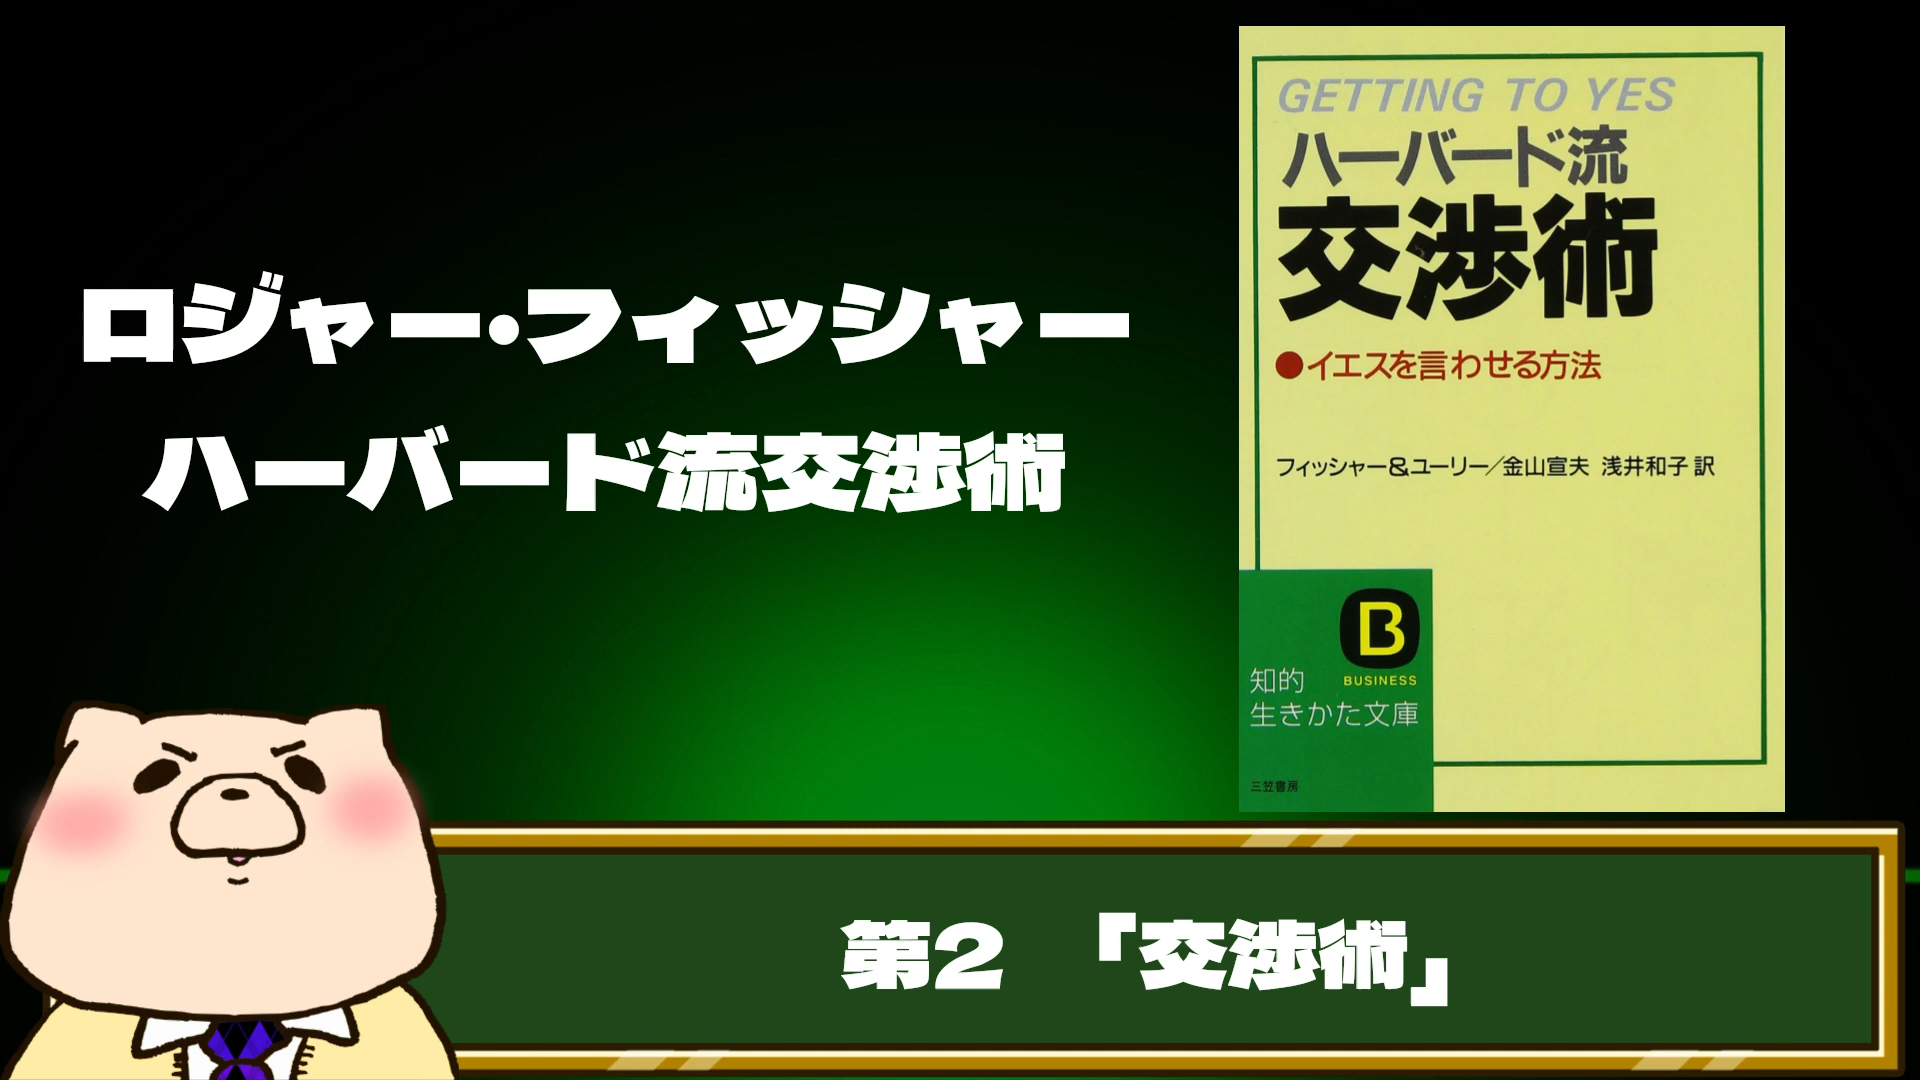 ロジャー・フィッシャー
ハーバード流交渉術
GETTING TO YES
ハーバード流
交渉術
●イエスを言わせる方法
フィッシャー&ユーリー／金山宣夫 浅井和子 訳
B
BUSINESS
知的
生きかた文庫
三笠書房
第2 「交渉術」